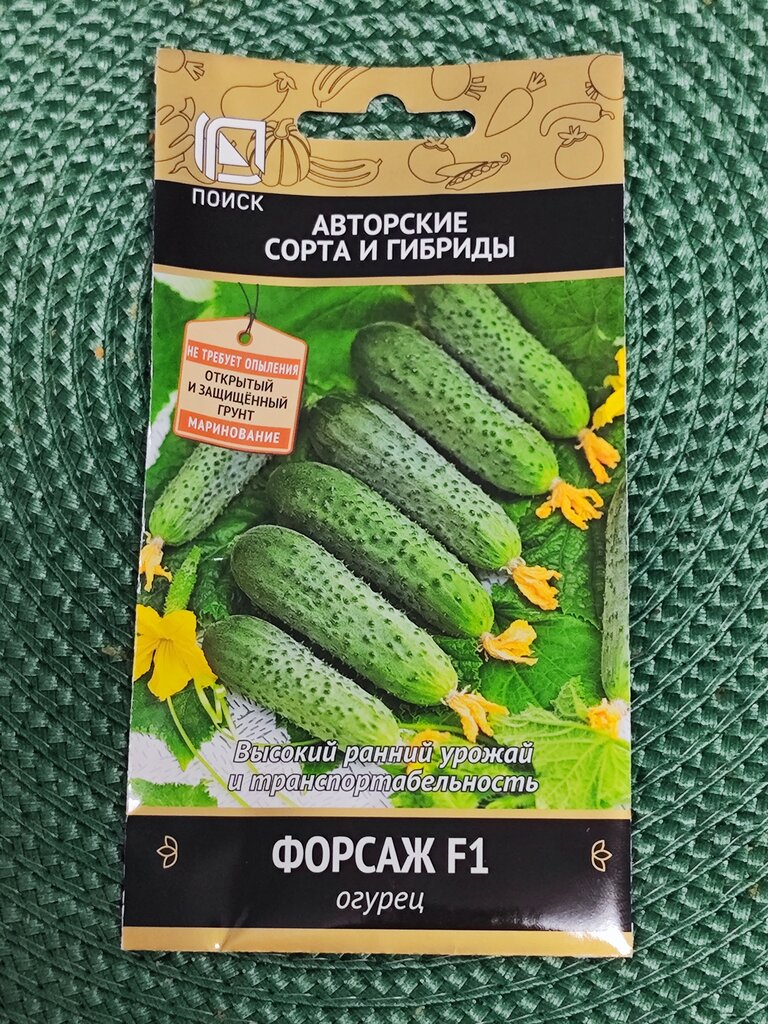 ПОИСК
АВТОРСКИЕ
СОРТА И ГИБРИДЫ
НЕ ТРЕБУЕТ ОПЫЛЕНИЯ
ОТКРЫТЫЙ
И ЗАЩИЩЁННЫЙ
ГРУНТ
МАРИНОВАНИЕ
Высокий ранний урожай
и транспортабельность
ФОРСАЖ F1
огурец